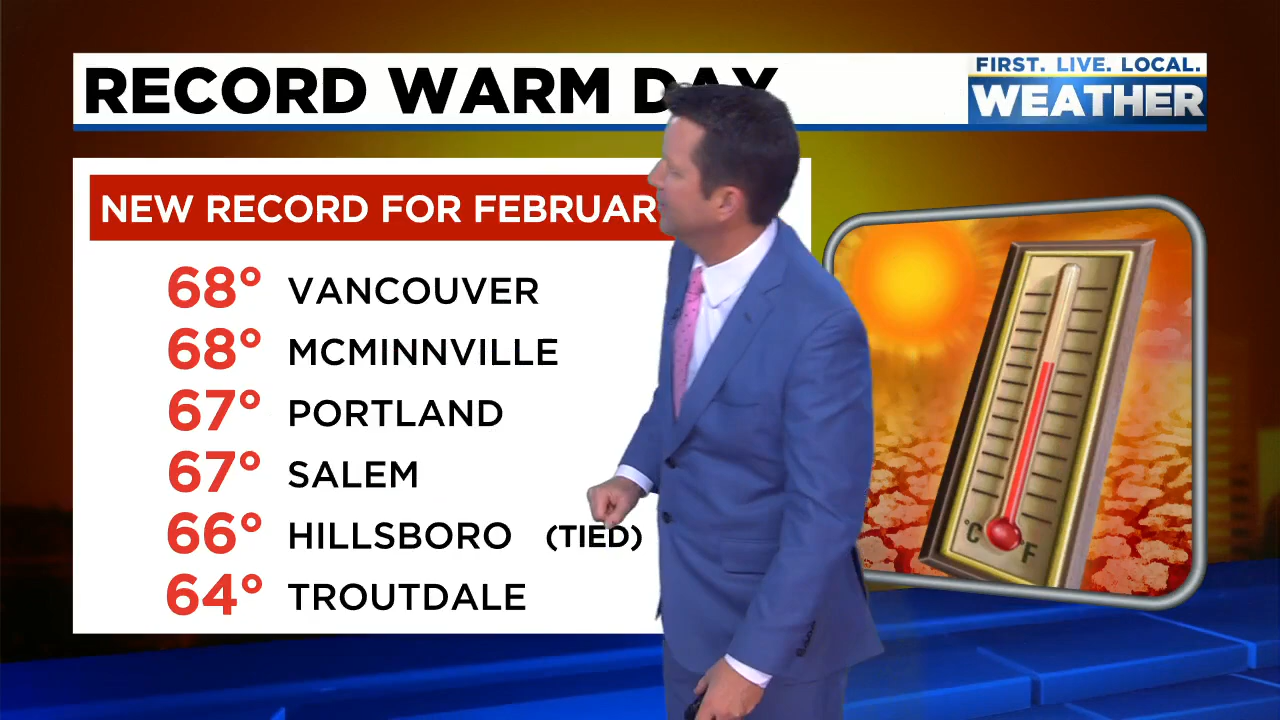 RECORD WARM DAY
FIRST. LIVE. LOCAL.
WEATHER
NEW RECORD FOR FEBRUAR
68° VANCOUVER
68° MCMINNVILLE
67° PORTLAND
67° SALEM
66° HILLSBORO (TIED)
64° TROUTDALE
°C °F